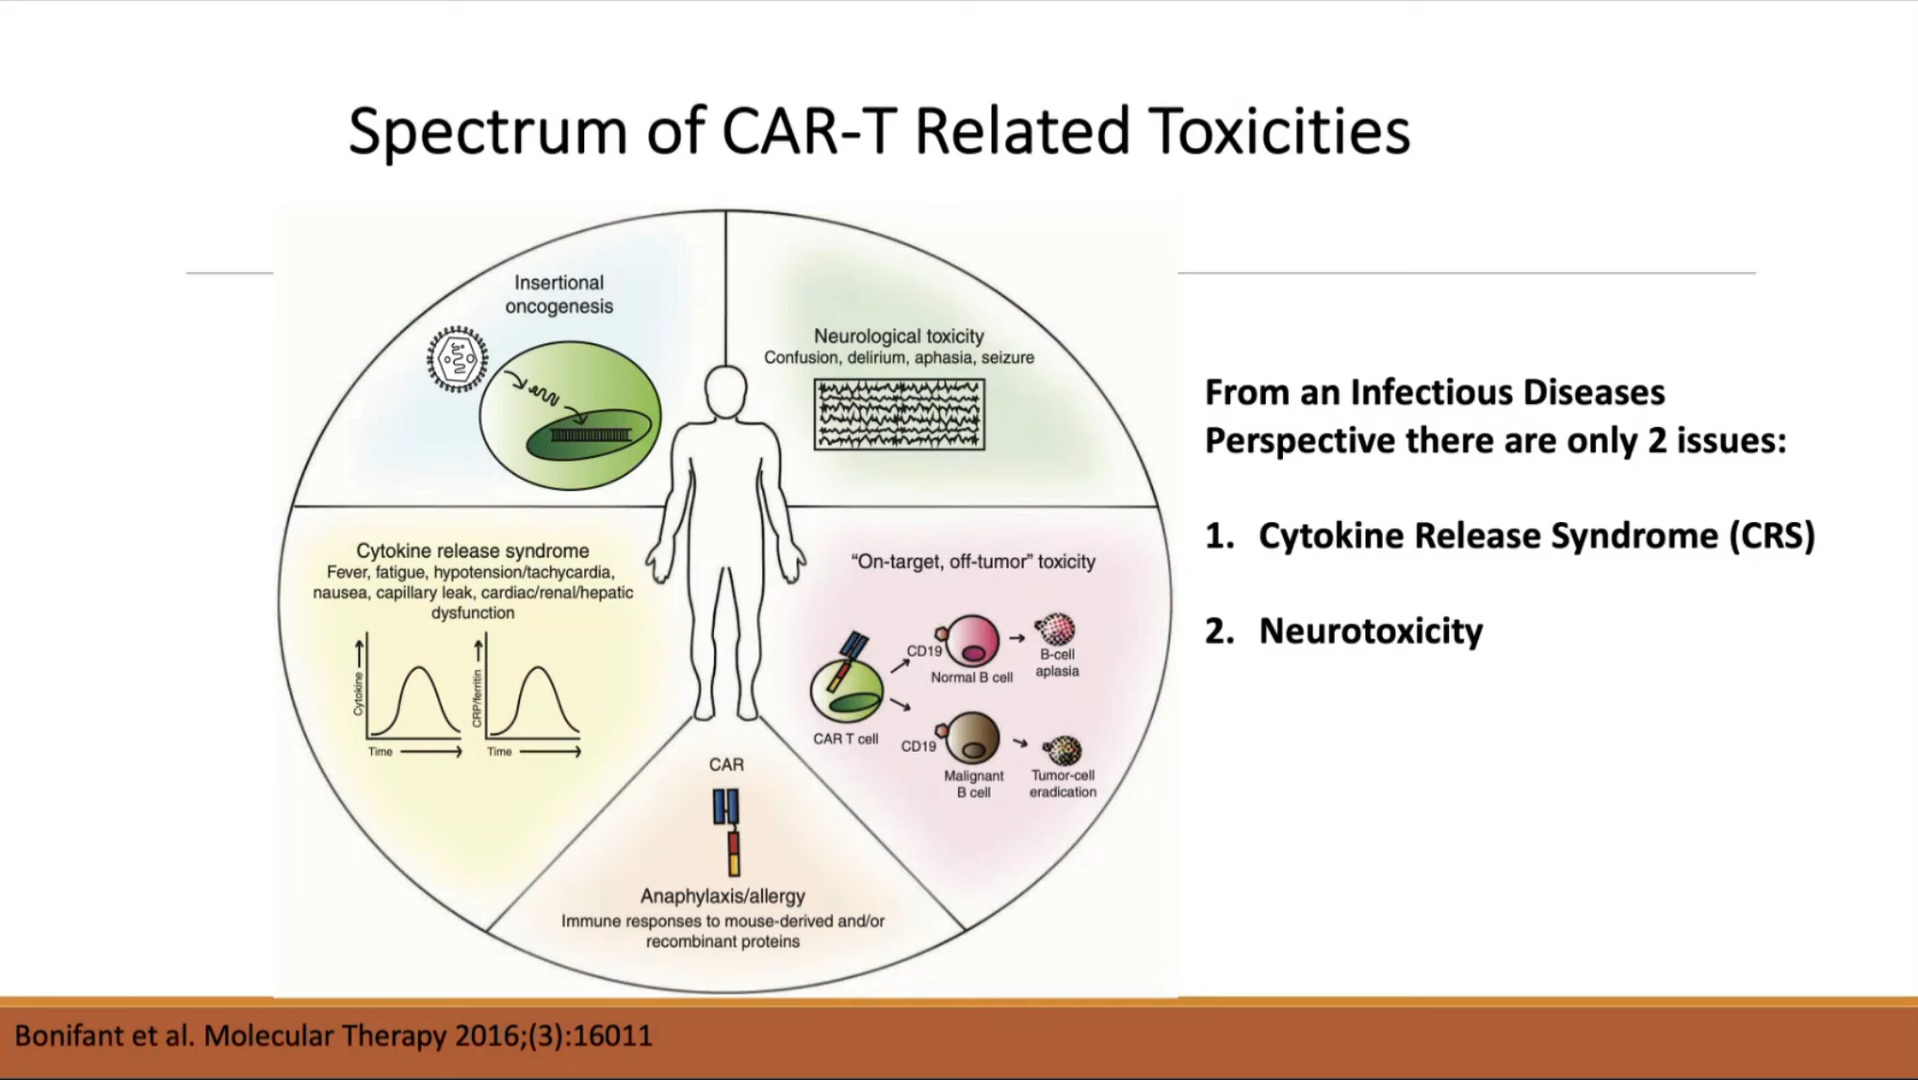 Spectrum of CAR-T Related Toxicities
Insertional
oncogenesis
Neurological toxicity
Confusion, delirium, aphasia, seizure
Cytokine release syndrome
Fever, fatigue, hypotension/tachycardia,
nausea, capillary leak, cardiac/renal/hepatic
dysfunction
Cytokine
Time
CRP/ferritin
Time
“On-target, off-tumor” toxicity
CD19
Normal B cell
B-cell
aplasia
CAR T cell
CD19
Malignant
B cell
Tumor-cell
eradication
CAR
Anaphylaxis/allergy
Immune responses to mouse-derived and/or
recombinant proteins
From an Infectious Diseases
Perspective there are only 2 issues:
1. Cytokine Release Syndrome (CRS)
2. Neurotoxicity
Bonifant et al. Molecular Therapy 2016;(3):16011